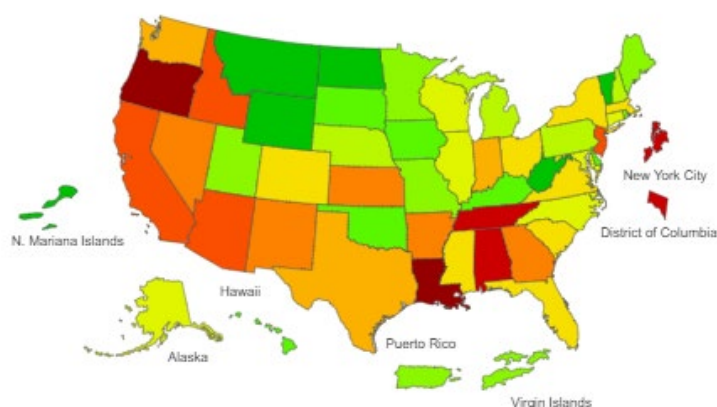 New York City
District of Columbia
N. Mariana Islands
Hawaii
Alaska
Puerto Rico
Virgin Islands